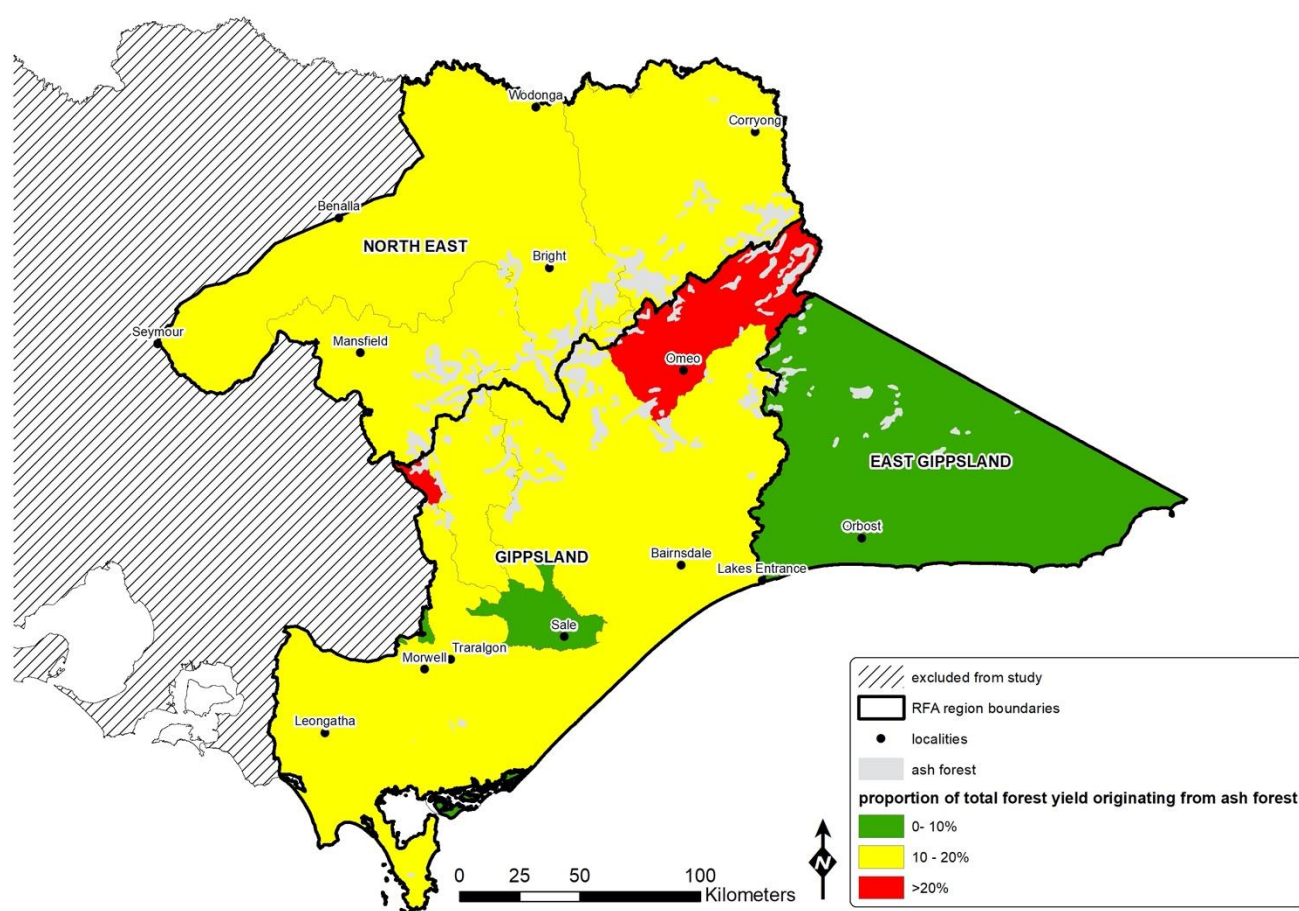 Wodonga
Corryong
Benalla
NORTH EAST
Bright
Seymour
Mansfield
Omeo
EAST GIPPSLAND
Orbost
GIPPSLAND
Bairnsdale
Lakes Entrance
Sale
Traralgon
Morwell
Leongatha
0 25 50 100
Kilometers
N
excluded from study
RFA region boundaries
localities
ash forest
proportion of total forest yield originating from ash forest
0- 10%
10 - 20%
>20%